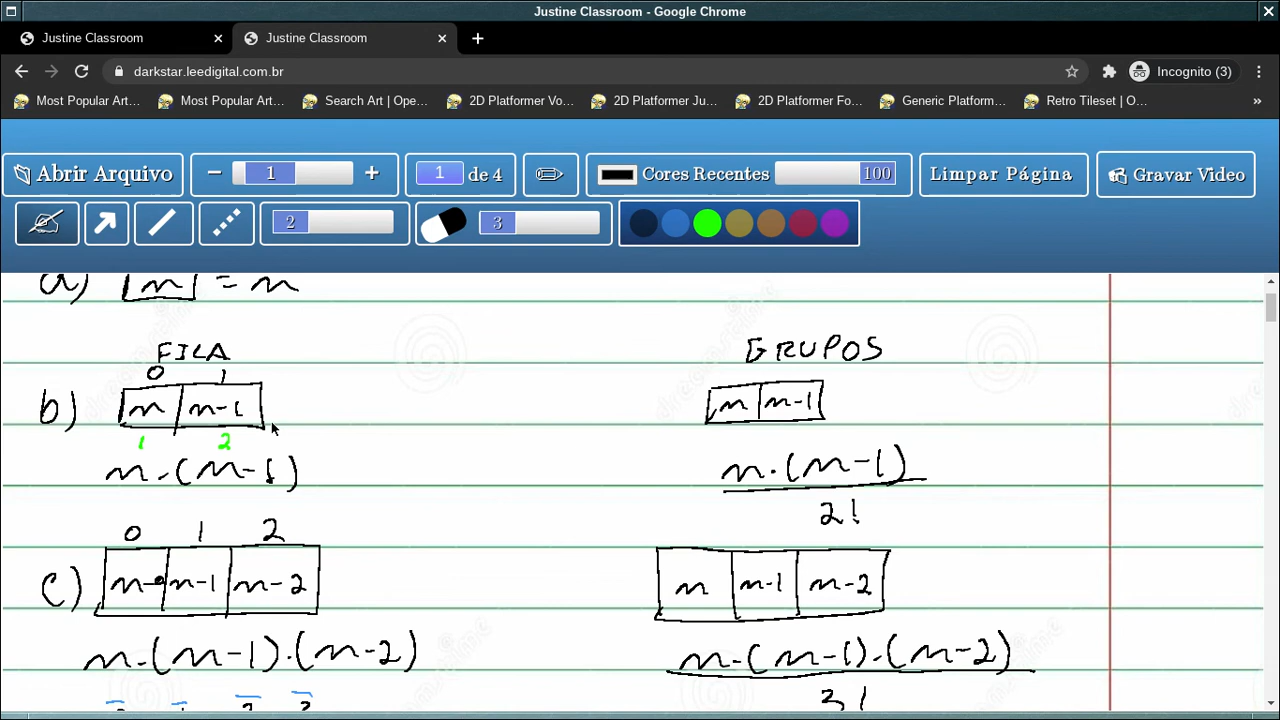 Justine Classroom - Google Chrome
Justine Classroom Justine Classroom
darkstar.leedigital.com.br Incognito (3)
Most Popular Art... Most Popular Art... Search Art | Ope... 2D Platformer Vo... 2D Platformer Ju... 2D Platformer Fo... Generic Platform... Retro Tileset | O... »
Abrir Arquivo − 1 + 1 de 4 Cores Recentes 100 Limpar Página Gravar Video
2 3
a) n = n
FILA GRUPOS
0 1
b) n n-1 n n-1
1 2
n.(n-1) n.(n-1)
2!
0 1 2
c) n-0 n-1 n-2 n n-1 n-2
n.(n-1).(n-2) n.(n-1).(n-2)
3!